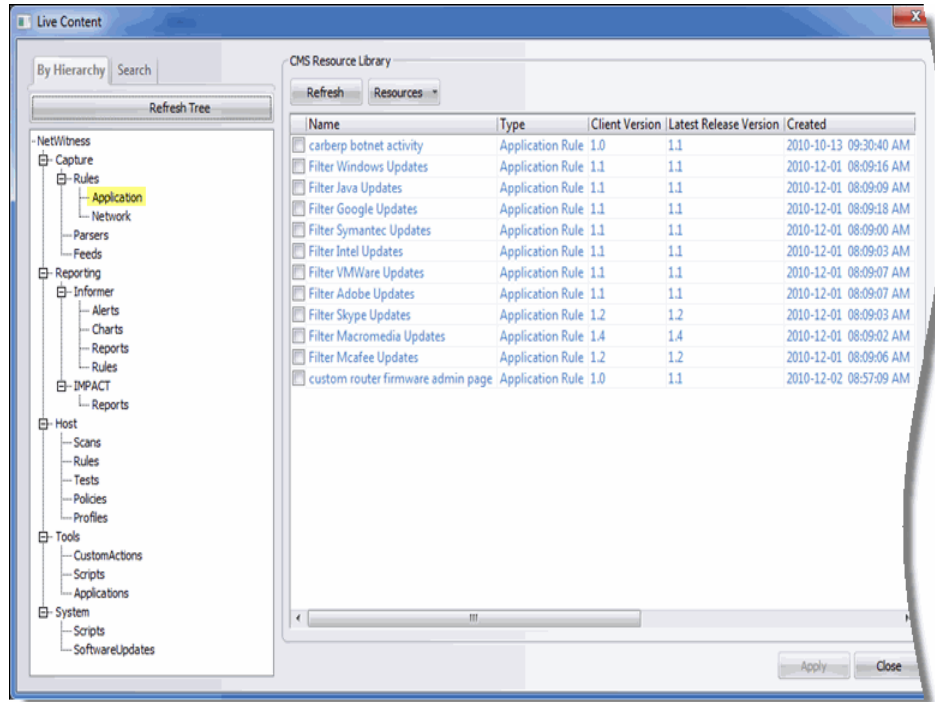 Live Content
By Hierarchy Search
Refresh Tree
NetWitness
Capture
Rules
Application
Network
Parsers
Feeds
Reporting
Informer
Alerts
Charts
Reports
Rules
IMPACT
Reports
Host
Scans
Rules
Tests
Policies
Profiles
Tools
CustomActions
Scripts
Applications
System
Scripts
SoftwareUpdates
CMS Resource Library
Refresh Resources
Name Type Client Version Latest Release Version Created
carberp botnet activity Application Rule 1.0 1.1 2010-10-13 09:30:40 AM
Filter Windows Updates Application Rule 1.1 1.1 2010-12-01 08:09:16 AM
Filter Java Updates Application Rule 1.1 1.1 2010-12-01 08:09:09 AM
Filter Google Updates Application Rule 1.1 1.1 2010-12-01 08:09:18 AM
Filter Symantec Updates Application Rule 1.1 1.1 2010-12-01 08:09:00 AM
Filter Intel Updates Application Rule 1.1 1.1 2010-12-01 08:09:03 AM
Filter VMWare Updates Application Rule 1.1 1.1 2010-12-01 08:09:07 AM
Filter Adobe Updates Application Rule 1.1 1.1 2010-12-01 08:09:07 AM
Filter Skype Updates Application Rule 1.2 1.2 2010-12-01 08:09:03 AM
Filter Macromedia Updates Application Rule 1.4 1.4 2010-12-01 08:09:02 AM
Filter Mcafee Updates Application Rule 1.2 1.2 2010-12-01 08:09:06 AM
custom router firmware admin page Application Rule 1.0 1.1 2010-12-02 08:57:09 AM
Apply Close